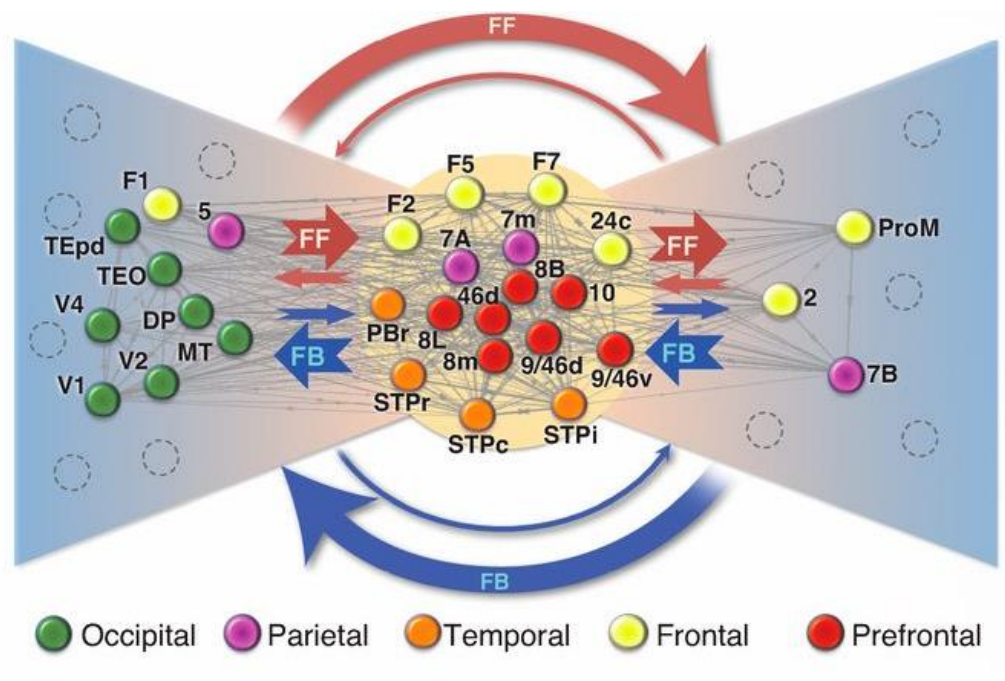 FF
F5
F7
F1
F2
7m
24c
5
7A
TEpd
FF
FF
ProM
TEO
8B
10
2
V4
DP
46d
PBr
8L
MT
V2
FB
8m
9/46d
FB
9/46v
7B
V1
STPr
STPc
STPi
FB
Occipital Parietal Temporal Frontal Prefrontal